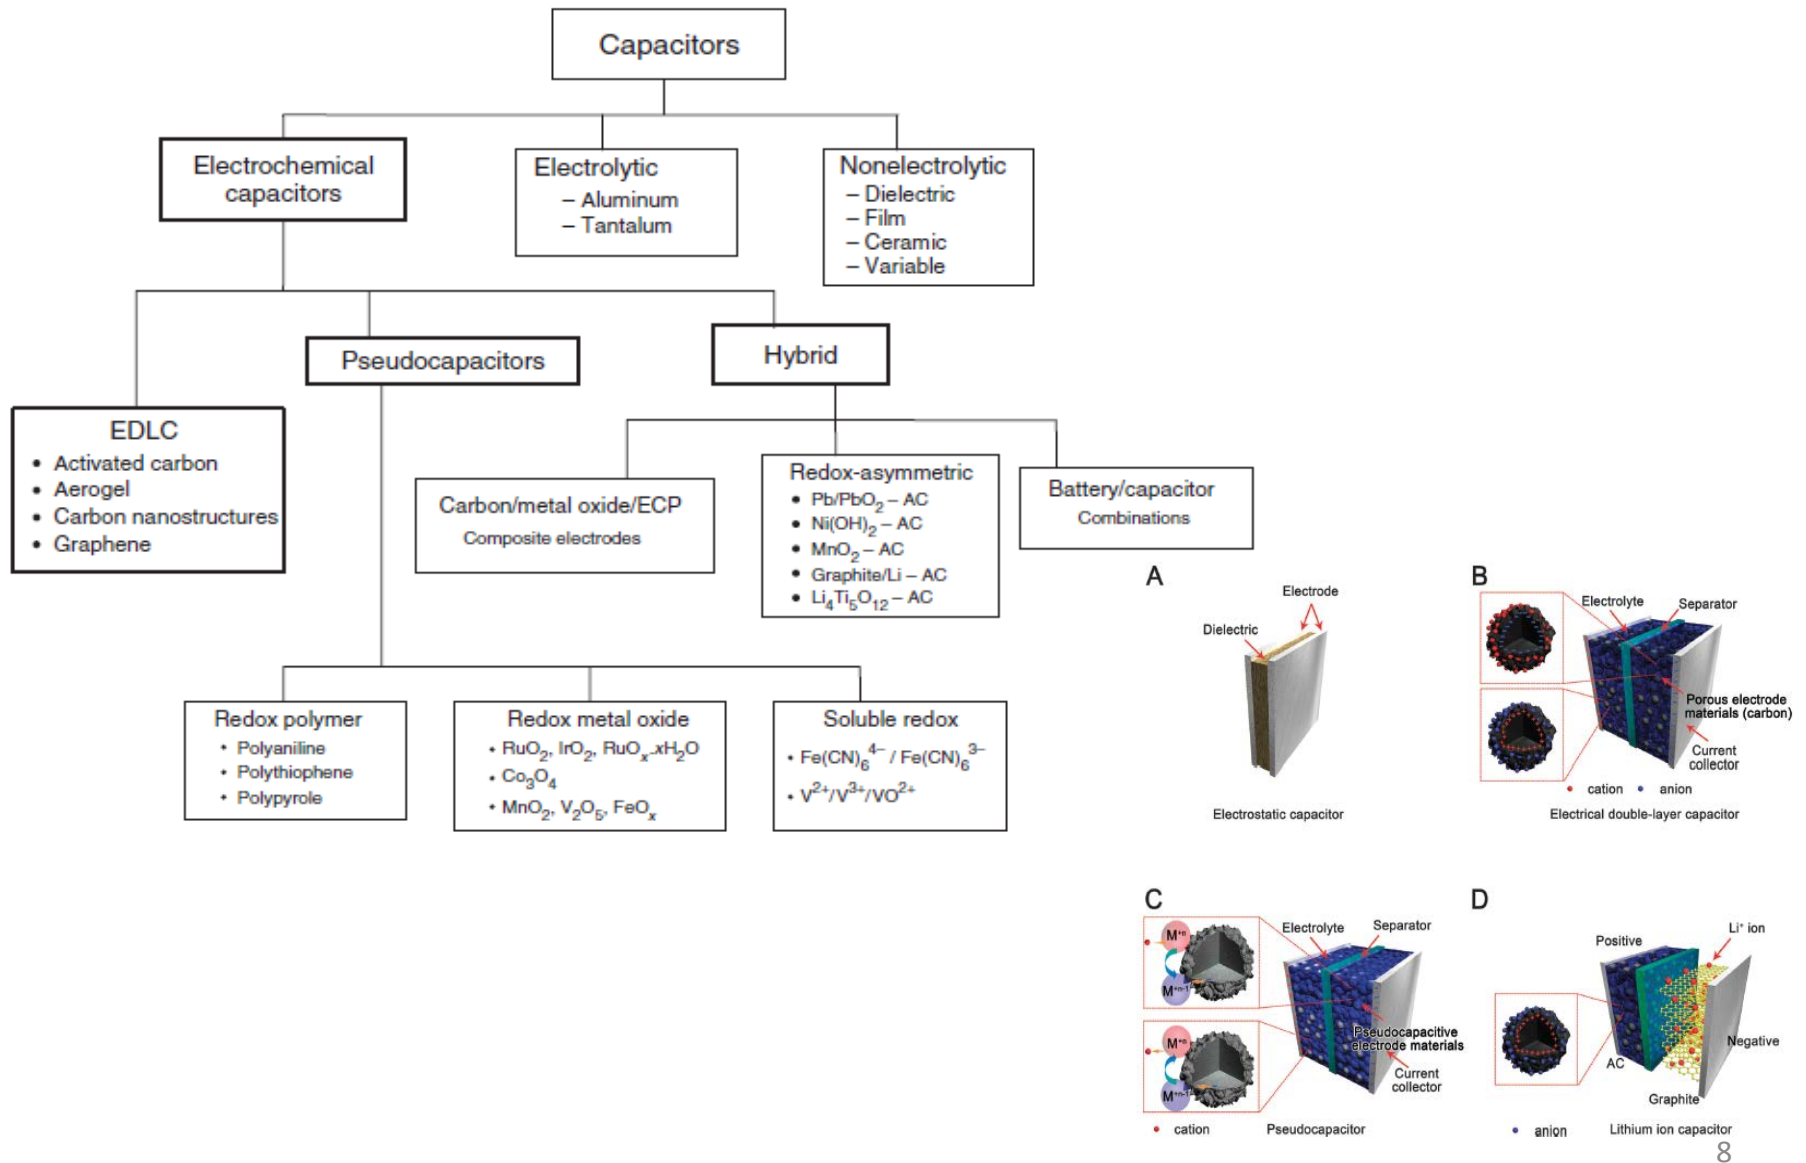 Capacitors
Electrochemical
capacitors
Electrolytic
– Aluminum
– Tantalum
Nonelectrolytic
– Dielectric
– Film
– Ceramic
– Variable
Pseudocapacitors
Hybrid
EDLC
• Activated carbon
• Aerogel
• Carbon nanostructures
• Graphene
Carbon/metal oxide/ECP
Composite electrodes
Redox-asymmetric
• Pb/PbO₂ – AC
• Ni(OH)₂ – AC
• MnO₂ – AC
• Graphite/Li – AC
• Li₄Ti₅O₁₂ – AC
Battery/capacitor
Combinations
Redox polymer
• Polyaniline
• Polythiophene
• Polypyrole
Redox metal oxide
• RuO₂, IrO₂, RuOₓ.xH₂O
• Co₃O₄
• MnO₂, V₂O₅, FeOₓ
Soluble redox
• Fe(CN)₆⁴⁻ / Fe(CN)₆³⁻
• V²⁺/V³⁺/VO²⁺
A
Electrode
Dielectric
Electrostatic capacitor
B
Electrolyte
Separator
Porous electrode
materials (carbon)
Current
collector
• cation • anion
Electrical double-layer capacitor
C
Electrolyte
Separator
M⁺ⁿ
M⁺ⁿ⁻¹
M⁺ⁿ
M⁺ⁿ⁻¹
Pseudocapacitive
electrode materials
Current
collector
• cation
Pseudocapacitor
D
Li⁺ ion
Positive
Negative
AC
Graphite
• anion
Lithium ion capacitor
8